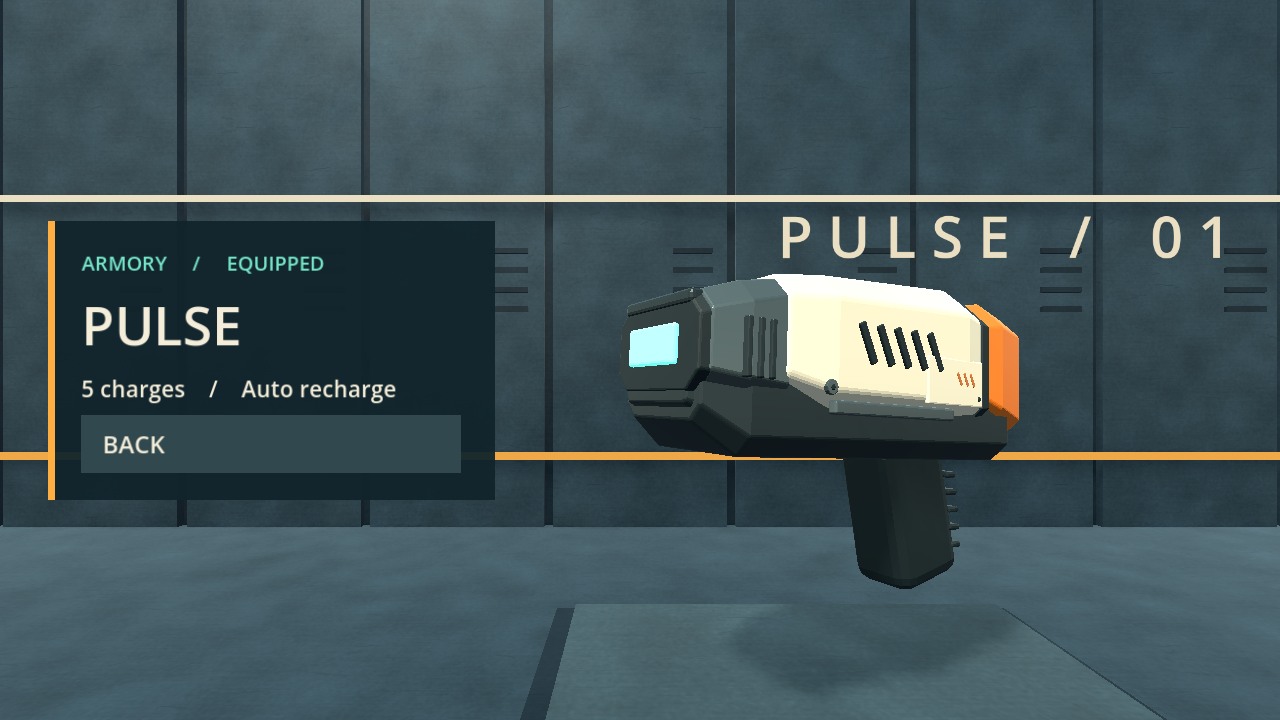 PULSE / 01
ARMORY / EQUIPPED
PULSE
5 charges / Auto recharge
BACK